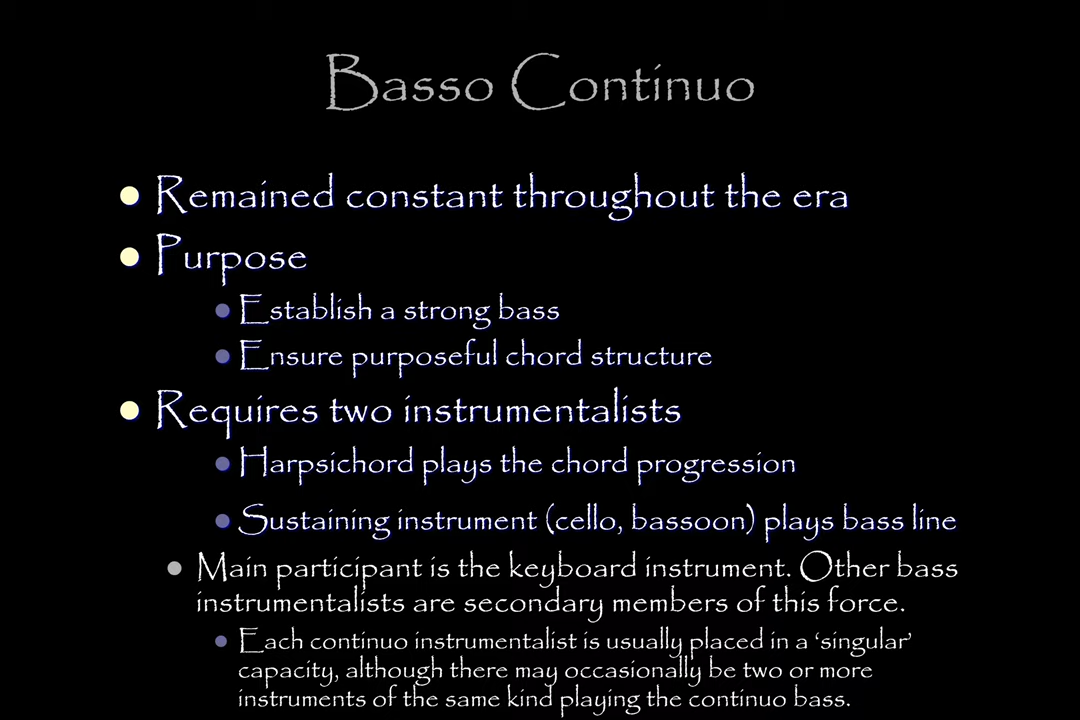 Basso Continuo
Remained constant throughout the era
Purpose
Establish a strong bass
Ensure purposeful chord structure
Requires two instrumentalists
Harpsichord plays the chord progression
Sustaining instrument (cello, bassoon) plays bass line
Main participant is the keyboard instrument. Other bass
instrumentalists are secondary members of this force.
Each continuo instrumentalist is usually placed in a ‘singular’
capacity, although there may occasionally be two or more
instruments of the same kind playing the continuo bass.